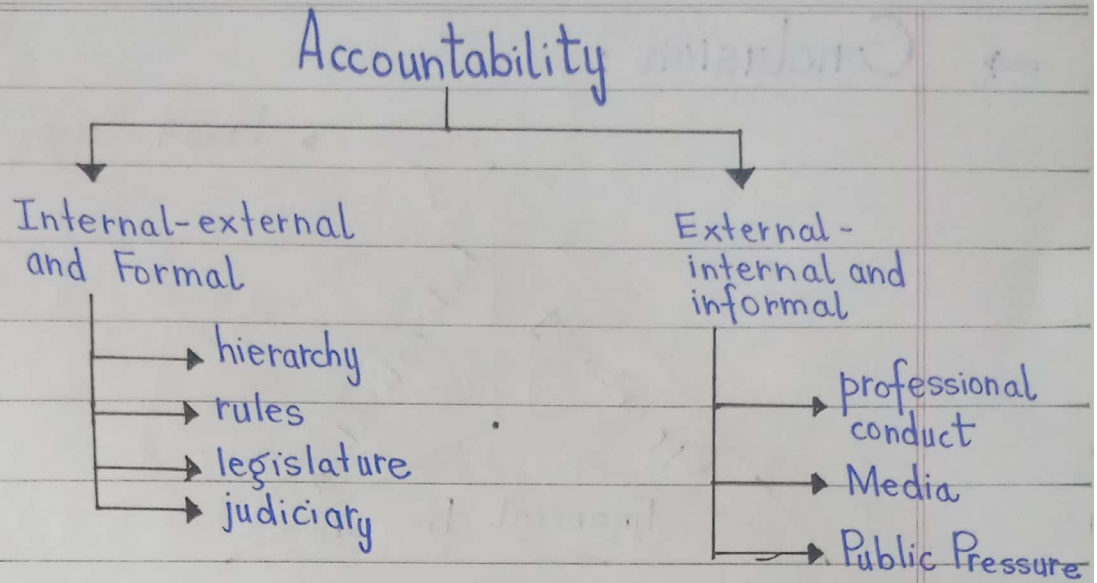 Accountability
Internal-external
and Formal
hierarchy
rules
legislature
judiciary
External-
internal and
informal
professional
conduct
Media
Public Pressure